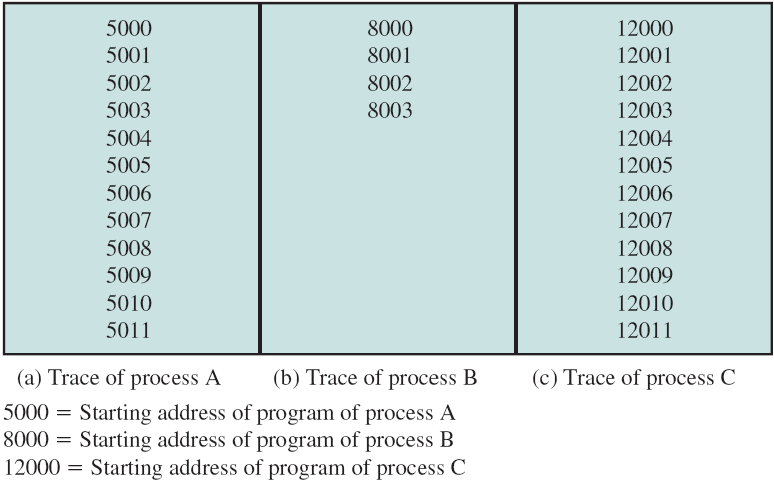 5000 8000 12000
5001 8001 12001
5002 8002 12002
5003 8003 12003
5004 12004
5005 12005
5006 12006
5007 12007
5008 12008
5009 12009
5010 12010
5011 12011
(a) Trace of process A (b) Trace of process B (c) Trace of process C
5000 = Starting address of program of process A
8000 = Starting address of program of process B
12000 = Starting address of program of process C